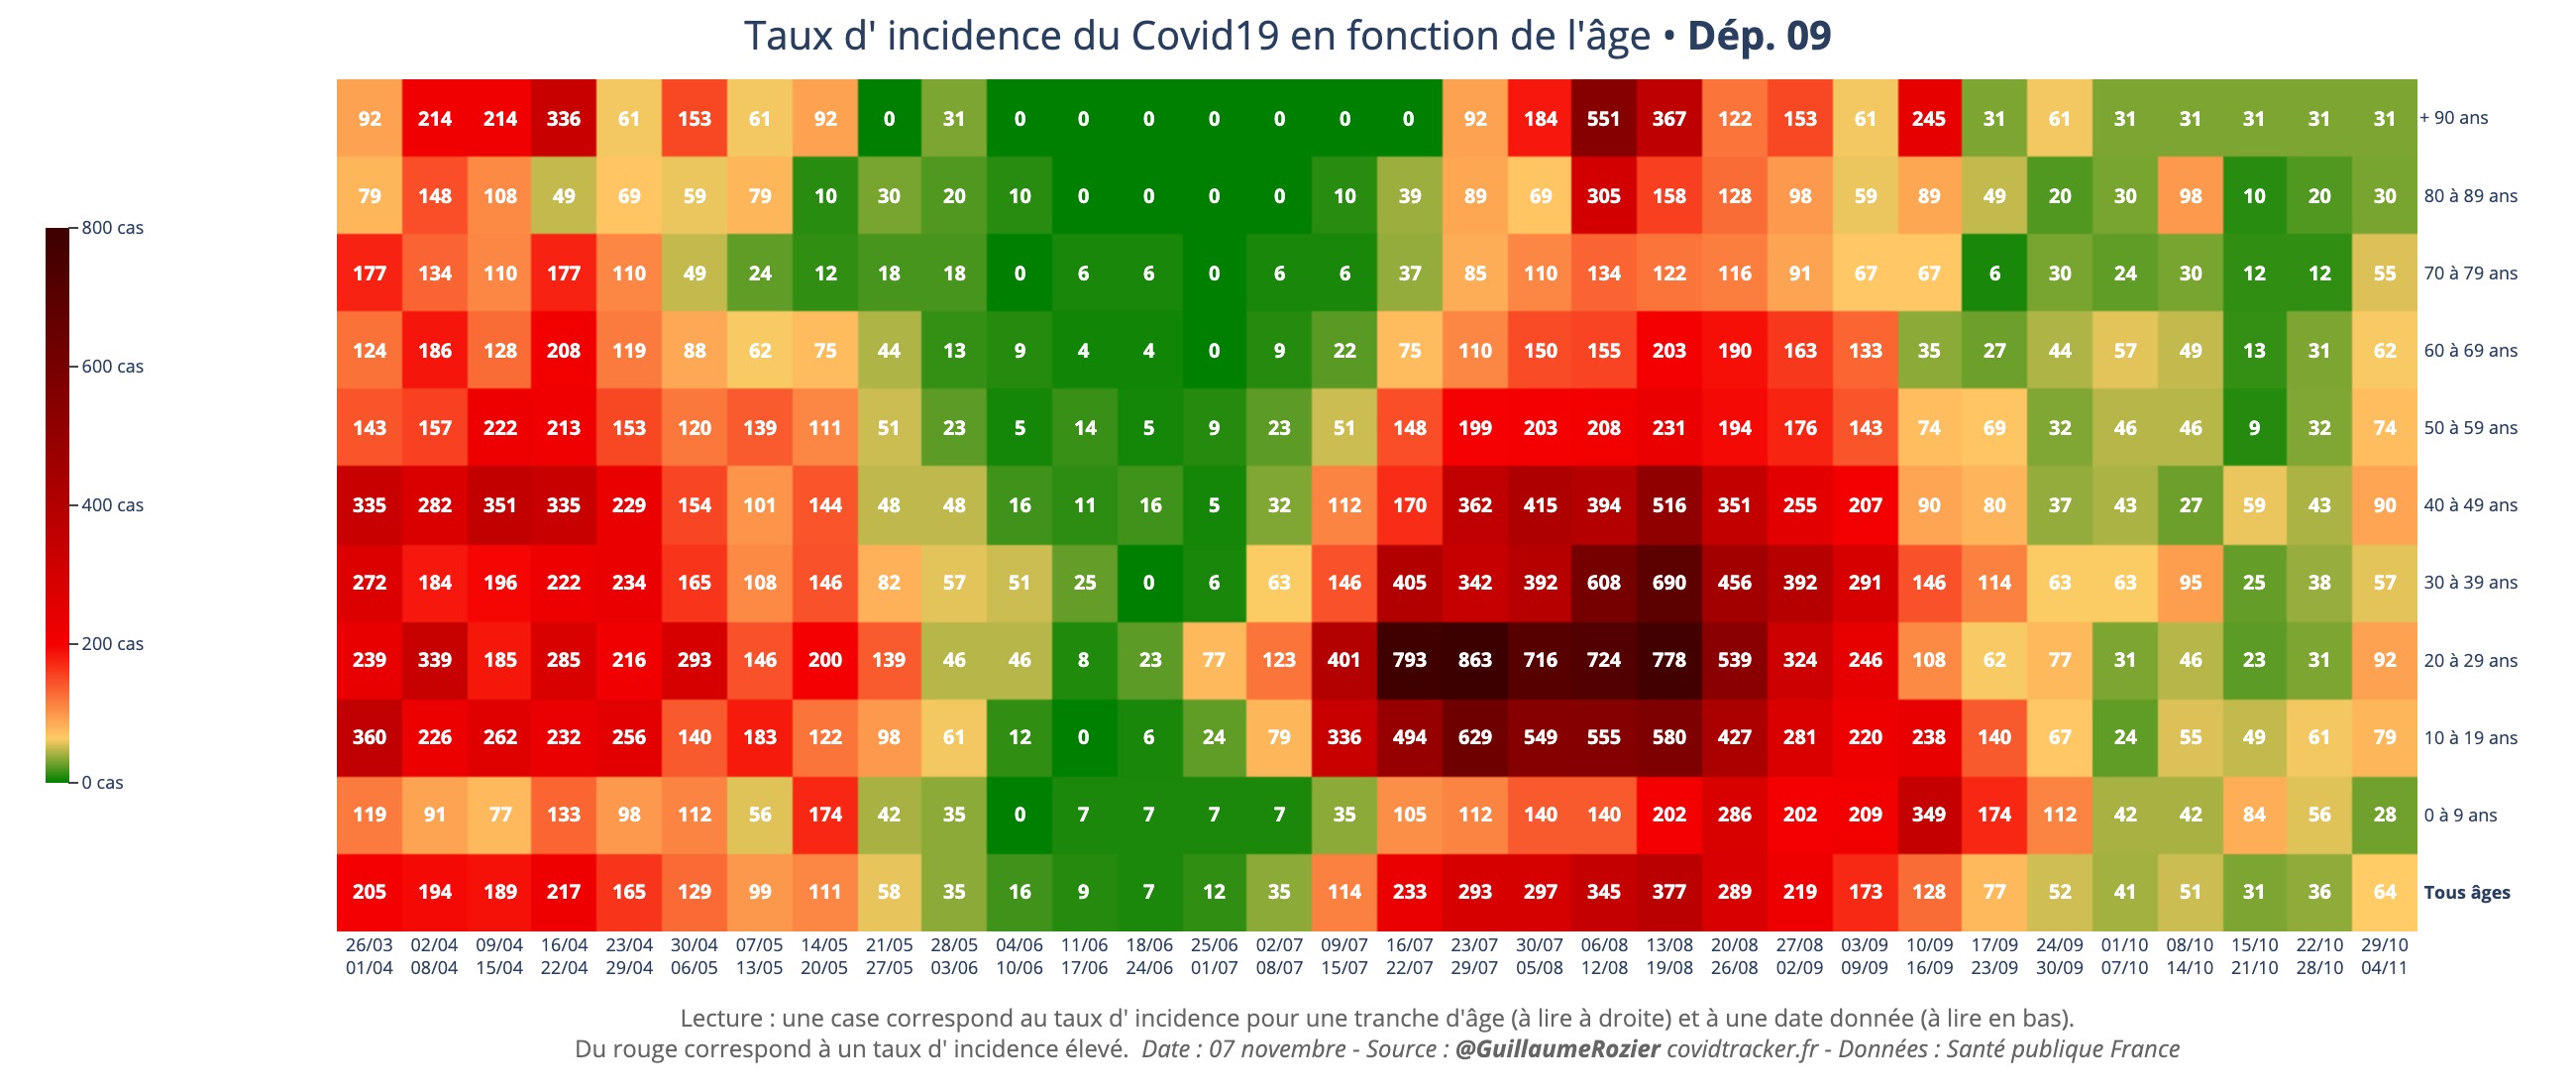 Taux d' incidence du Covid19 en fonction de l'âge • Dép. 09
92 214 214 336 61 153 61 92 0 31 0 0 0 0 0 0 0 92 184 551 367 122 153 61 245 31 61 31 31 31 31 31 + 90 ans
79 148 108 49 69 59 79 10 30 20 10 0 0 0 0 10 39 89 69 305 158 128 98 59 89 49 20 30 98 10 20 30 80 à 89 ans
800 cas
177 134 110 177 110 49 24 12 18 18 0 6 6 0 6 6 37 85 110 134 122 116 91 67 67 6 30 24 30 12 12 55 70 à 79 ans
124 186 128 208 119 88 62 75 44 13 9 4 4 0 9 22 75 110 150 155 203 190 163 133 35 27 44 57 49 13 31 62 60 à 69 ans
600 cas
143 157 222 213 153 120 139 111 51 23 5 14 5 9 23 51 148 199 203 208 231 194 176 143 74 69 32 46 46 9 32 74 50 à 59 ans
400 cas
335 282 351 335 229 154 101 144 48 48 16 11 16 5 32 112 170 362 415 394 516 351 255 207 90 80 37 43 27 59 43 90 40 à 49 ans
272 184 196 222 234 165 108 146 82 57 51 25 0 6 63 146 405 342 392 608 690 456 392 291 146 114 63 63 95 25 38 57 30 à 39 ans
200 cas
239 339 185 285 216 293 146 200 139 46 46 8 23 77 123 401 793 863 716 724 778 539 324 246 108 62 77 31 46 23 31 92 20 à 29 ans
360 226 262 232 256 140 183 122 98 61 12 0 6 24 79 336 494 629 549 555 580 427 281 220 238 140 67 24 55 49 61 79 10 à 19 ans
0 cas
119 91 77 133 98 112 56 174 42 35 0 7 7 7 7 35 105 112 140 140 202 286 202 209 349 174 112 42 42 84 56 28 0 à 9 ans
205 194 189 217 165 129 99 111 58 35 16 9 7 12 35 114 233 293 297 345 377 289 219 173 128 77 52 41 51 31 36 64 Tous âges
26/03 02/04 09/04 16/04 23/04 30/04 07/05 14/05 21/05 28/05 04/06 11/06 18/06 25/06 02/07 09/07 16/07 23/07 30/07 06/08 13/08 20/08 27/08 03/09 10/09 17/09 24/09 01/10 08/10 15/10 22/10 29/10
01/04 08/04 15/04 22/04 29/04 06/05 13/05 20/05 27/05 03/06 10/06 17/06 24/06 01/07 08/07 15/07 22/07 29/07 05/08 12/08 19/08 26/08 02/09 09/09 16/09 23/09 30/09 07/10 14/10 21/10 28/10 04/11
Lecture : une case correspond au taux d' incidence pour une tranche d'âge (à lire à droite) et à une date donnée (à lire en bas).
Du rouge correspond à un taux d' incidence élevé. Date : 07 novembre - Source : @GuillaumeRozier covidtracker.fr - Données : Santé publique France